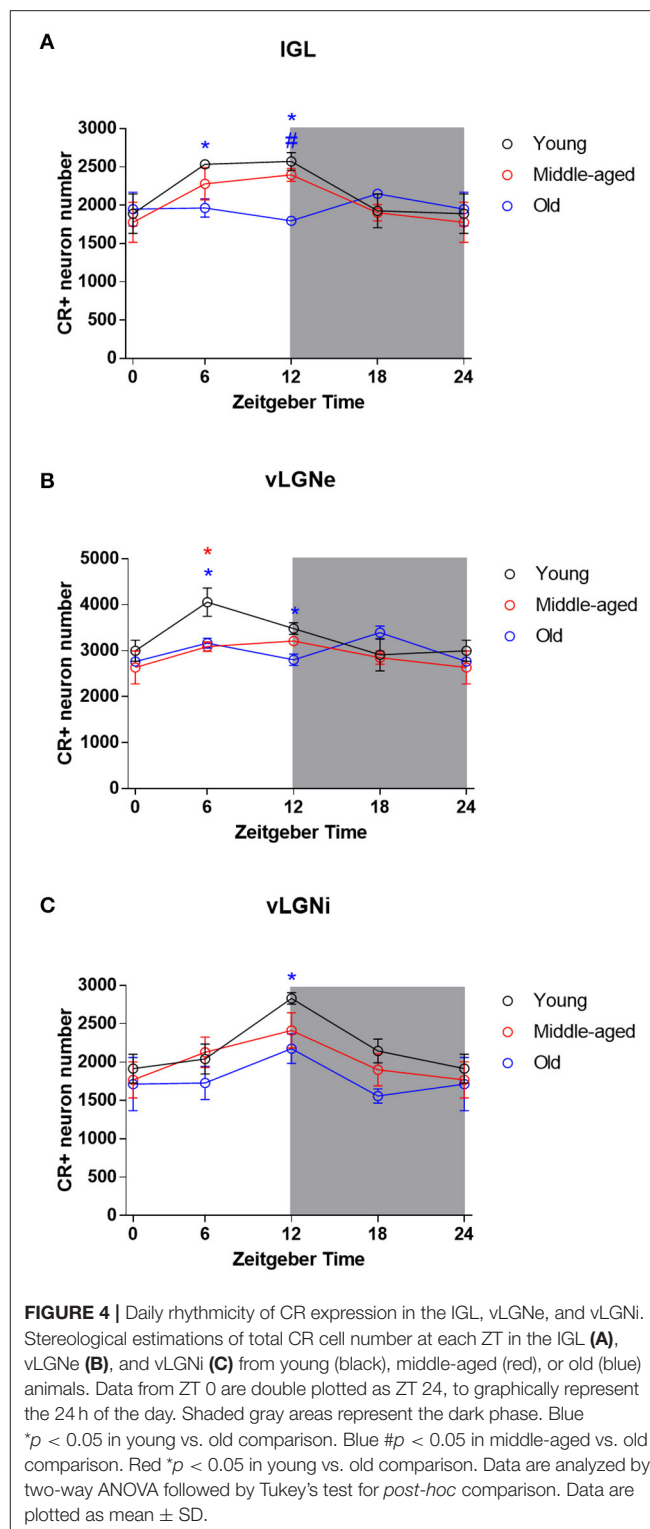 A
IGL
*
* #
3000
2500
2000
1500
1000
500
0
CR+ neuron number
0 6 12 18 24
Zeitgeber Time
Young
Middle-aged
Old
B
vLGNe
*
* *
5000
4000
3000
2000
1000
0
CR+ neuron number
0 6 12 18 24
Zeitgeber Time
Young
Middle-aged
Old
C
vLGNi
*
3000
2500
2000
1500
1000
500
0
CR+ neuron number
0 6 12 18 24
Zeitgeber Time
Young
Middle-aged
Old
FIGURE 4 | Daily rhythmicity of CR expression in the IGL, vLGNe, and vLGNi.
Stereological estimations of total CR cell number at each ZT in the IGL (A),
vLGNe (B), and vLGNi (C) from young (black), middle-aged (red), or old (blue)
animals. Data from ZT 0 are double plotted as ZT 24, to graphically represent
the 24 h of the day. Shaded gray areas represent the dark phase. Blue
*p < 0.05 in young vs. old comparison. Blue #p < 0.05 in middle-aged vs. old
comparison. Red *p < 0.05 in young vs. old comparison. Data are analyzed by
two-way ANOVA followed by Tukey's test for post-hoc comparison. Data are
plotted as mean ± SD.